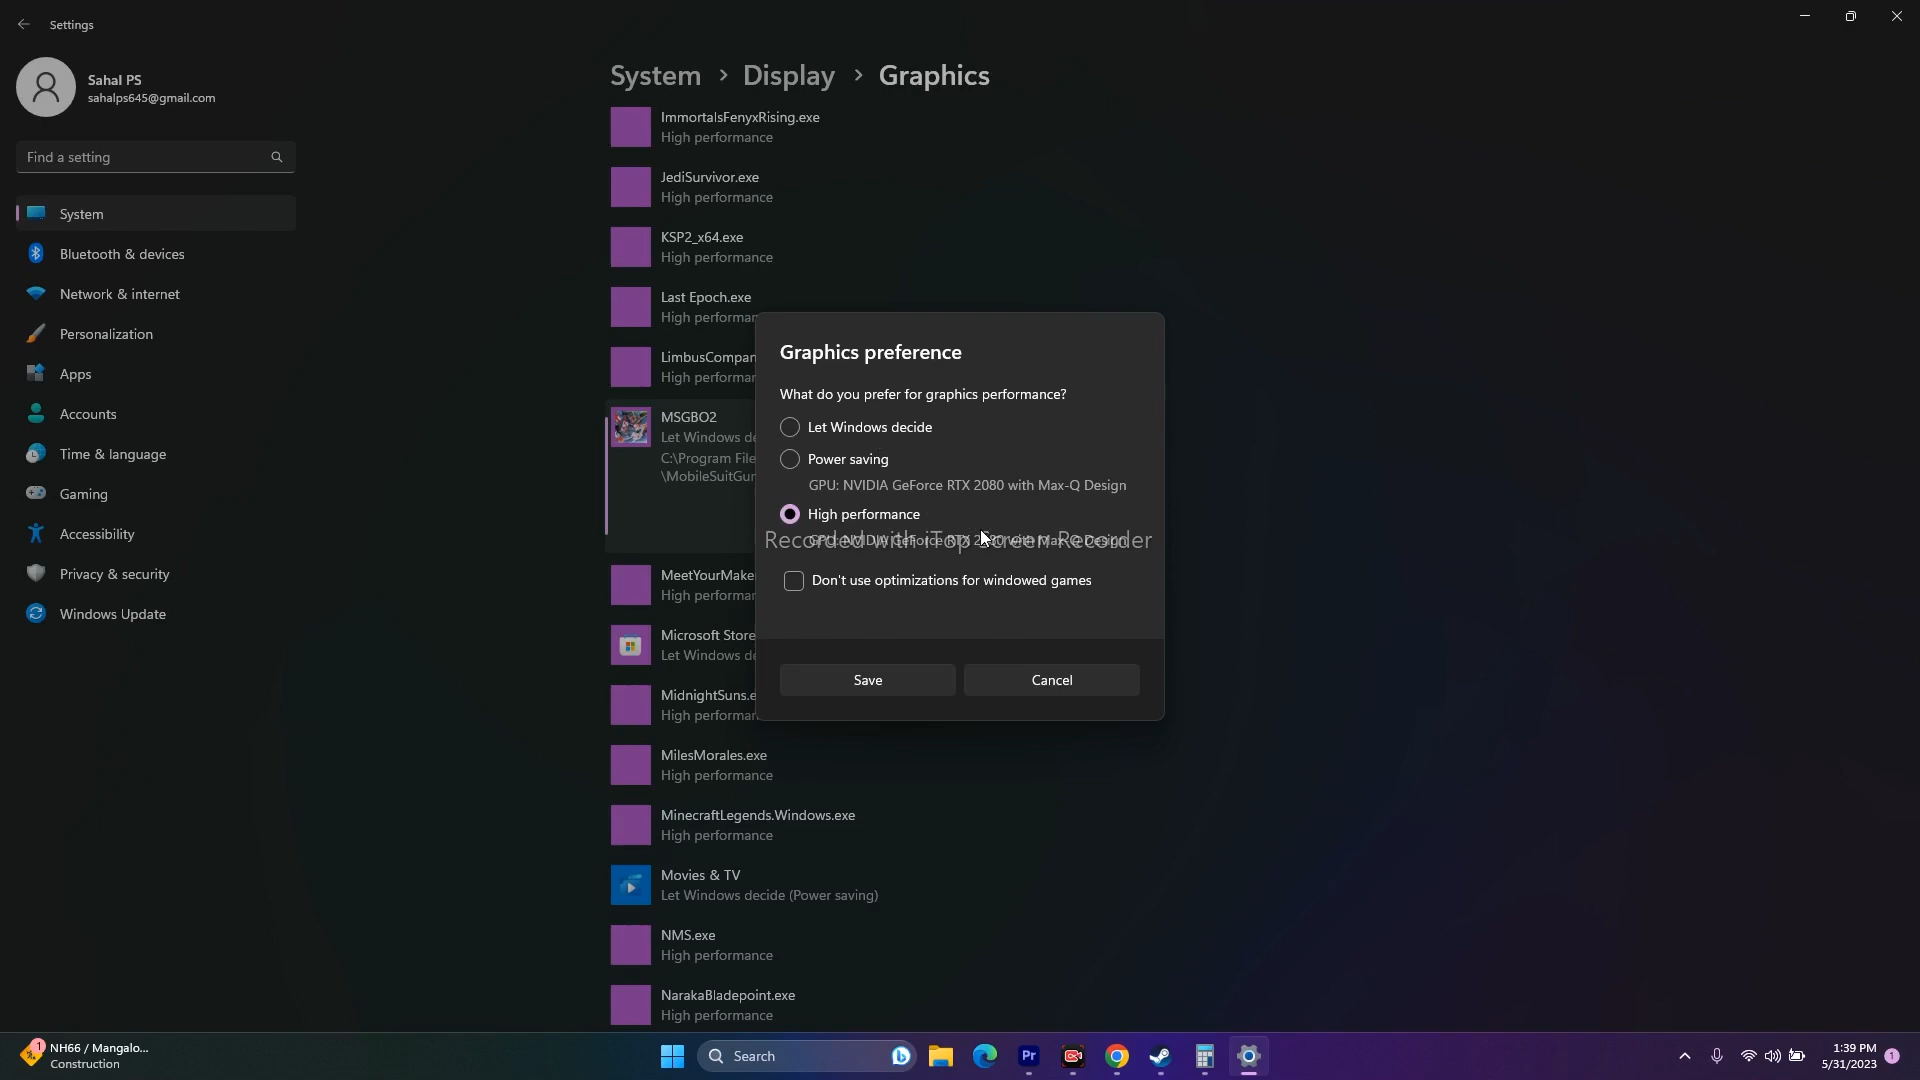 Settings
Sahal PS
sahalps645@gmail.com
Find a setting
System
Bluetooth & devices
Network & internet
Personalization
Apps
Accounts
Time & language
Gaming
Accessibility
Privacy & security
Windows Update
System > Display > Graphics
ImmortalsFenyxRising.exe
High performance
JediSurvivor.exe
High performance
KSP2_x64.exe
High performance
Last Epoch.exe
High performan
LimbusCompan
High performan
MSGBO2
Let Windows de
C:\Program File
\MobileSuitGun
MeetYourMake
High performan
Microsoft Store
Let Windows de
MidnightSuns.e
High performan
MilesMorales.exe
High performance
MinecraftLegends.Windows.exe
High performance
Movies & TV
Let Windows decide (Power saving)
NMS.exe
High performance
NarakaBladepoint.exe
High performance
Graphics preference
What do you prefer for graphics performance?
Let Windows decide
Power saving
GPU: NVIDIA GeForce RTX 2080 with Max-Q Design
High performance
GPU: NVIDIA GeForce RTX 2080 with Max-Q Design
Recorded with iTop Screen Recorder
Don't use optimizations for windowed games
Save
Cancel
1
NH66 / Mangalo...
Construction
Search
Pr
1:39 PM
5/31/2023
1